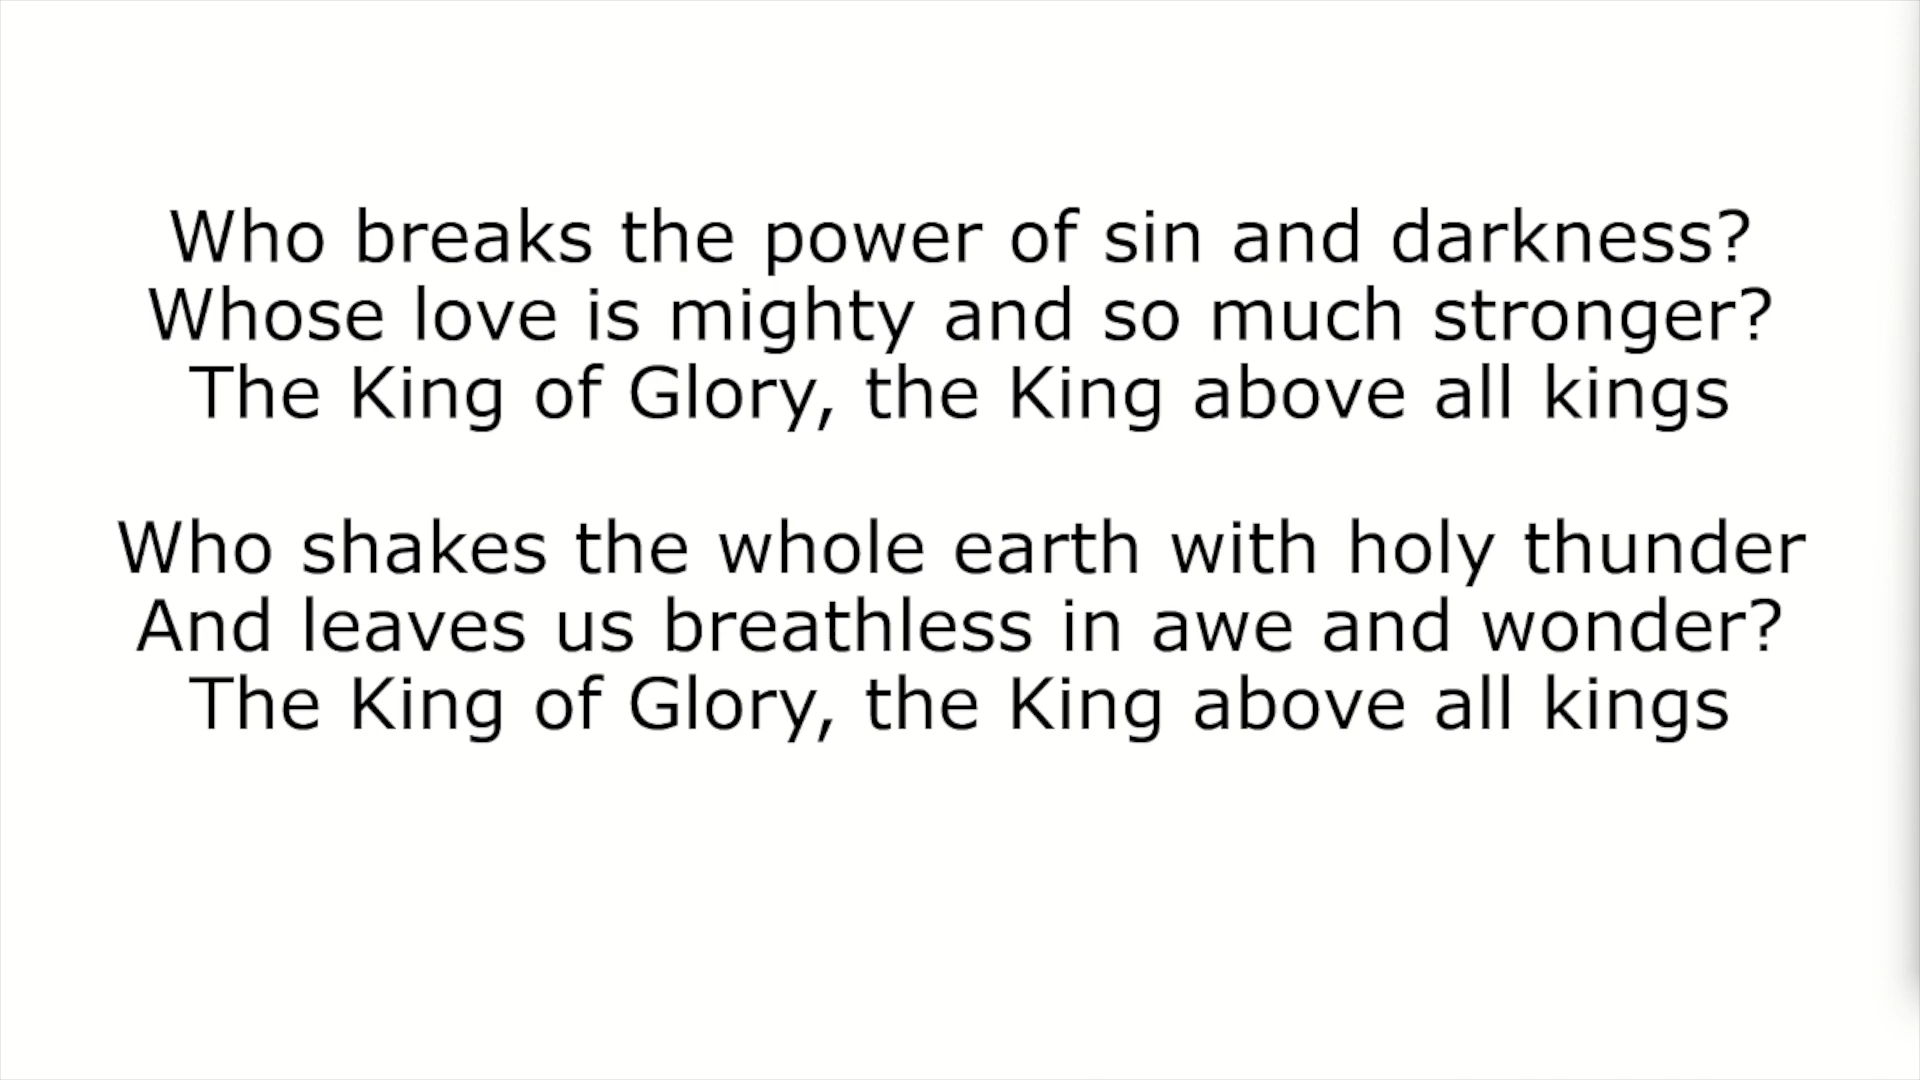 Who breaks the power of sin and darkness?
Whose love is mighty and so much stronger?
The King of Glory, the King above all kings
Who shakes the whole earth with holy thunder
And leaves us breathless in awe and wonder?
The King of Glory, the King above all kings